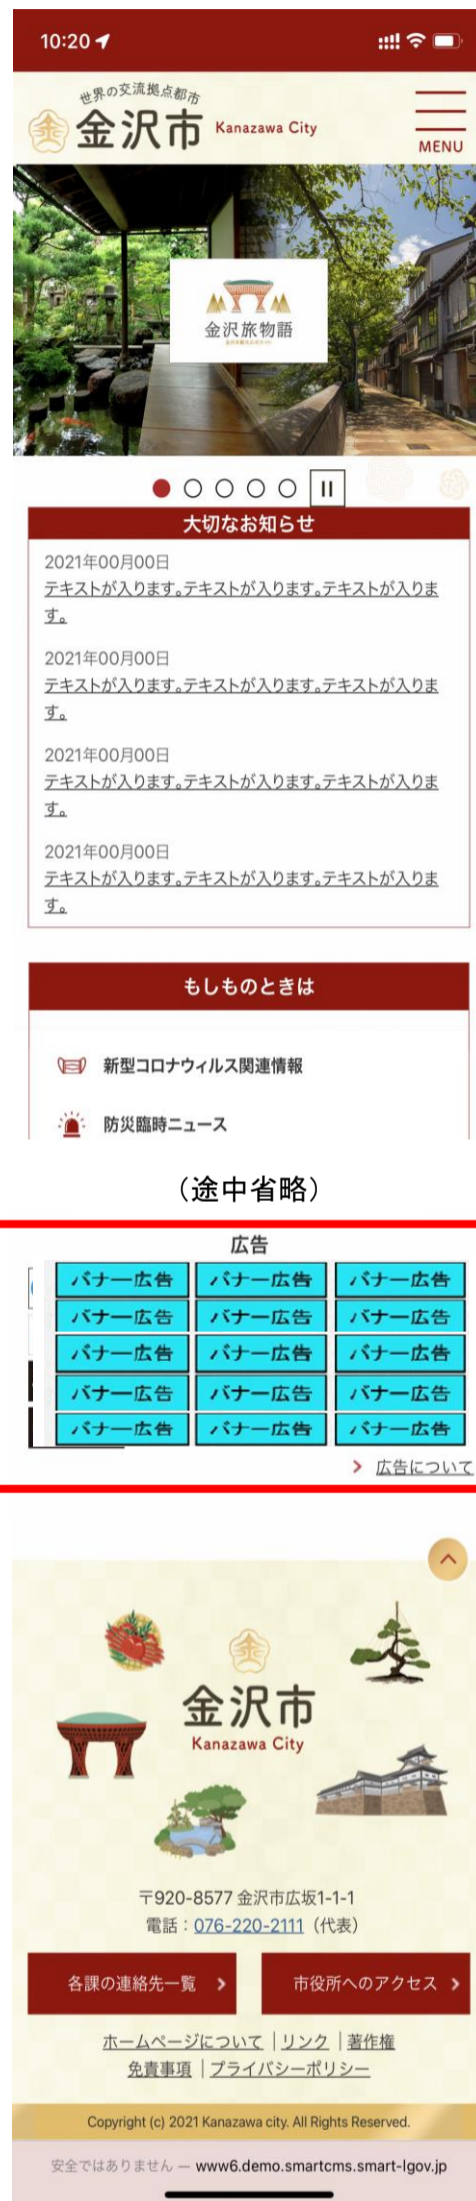 10:20
世界の交流拠点都市
金沢市 Kanazawa City
MENU
金沢旅物語
大切なお知らせ
2021年00月00日
テキストが入ります。テキストが入ります。テキストが入りま
す。
2021年00月00日
テキストが入ります。テキストが入ります。テキストが入りま
す。
2021年00月00日
テキストが入ります。テキストが入ります。テキストが入りま
す。
2021年00月00日
テキストが入ります。テキストが入ります。テキストが入りま
す。
もしものときは
新型コロナウィルス関連情報
防災臨時ニュース
（途中省略）
広告
バナー広告 バナー広告 バナー広告
バナー広告 バナー広告 バナー広告
バナー広告 バナー広告 バナー広告
バナー広告 バナー広告 バナー広告
バナー広告 バナー広告 バナー広告
広告について
金沢市
Kanazawa City
〒920-8577 金沢市広坂1-1-1
電話：076-220-2111（代表）
各課の連絡先一覧 市役所へのアクセス
ホームページについて｜リンク｜著作権
免責事項｜プライバシーポリシー
Copyright (c) 2021 Kanazawa city. All Rights Reserved.
安全ではありません — www6.demo.smartcms.smart-lgov.jp